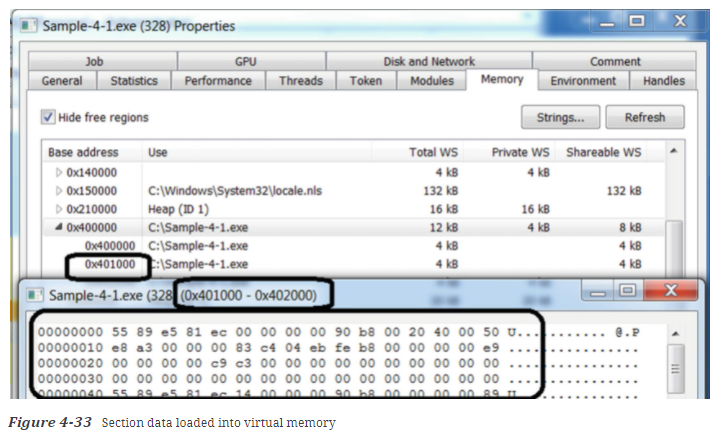 Sample-4-1.exe (328) Properties
Job GPU Disk and Network Comment
General Statistics Performance Threads Token Modules Memory Environment Handles
Hide free regions Strings... Refresh
Base address Use Total WS Private WS Shareable WS
0x140000 4 kB 4 kB
0x150000 C:\Windows\System32\locale.nls 132 kB 132 kB
0x210000 Heap (ID 1) 16 kB 16 kB
0x400000 C:\Sample-4-1.exe 12 kB 4 kB 8 kB
0x400000 C:\Sample-4-1.exe 4 kB 4 kB
0x401000 C:\Sample-4-1.exe 4 kB 4 kB
Sample-4-1.exe (328) (0x401000 - 0x402000)
00000000 55 89 e5 81 ec 00 00 00 00 90 b8 00 20 40 00 50 U........... @.P
00000010 e8 a3 00 00 00 83 c4 04 eb fe b8 00 00 00 00 e9 ................
00000020 00 00 00 00 c9 c3 00 00 00 00 00 00 00 00 00 00 ................
00000030 00 00 00 00 00 00 00 00 00 00 00 00 00 00 00 00 ................
00000040 55 89 e5 81 ec 14 00 00 00 90 b8 00 00 00 00 89 U...............
Figure 4-33 Section data loaded into virtual memory